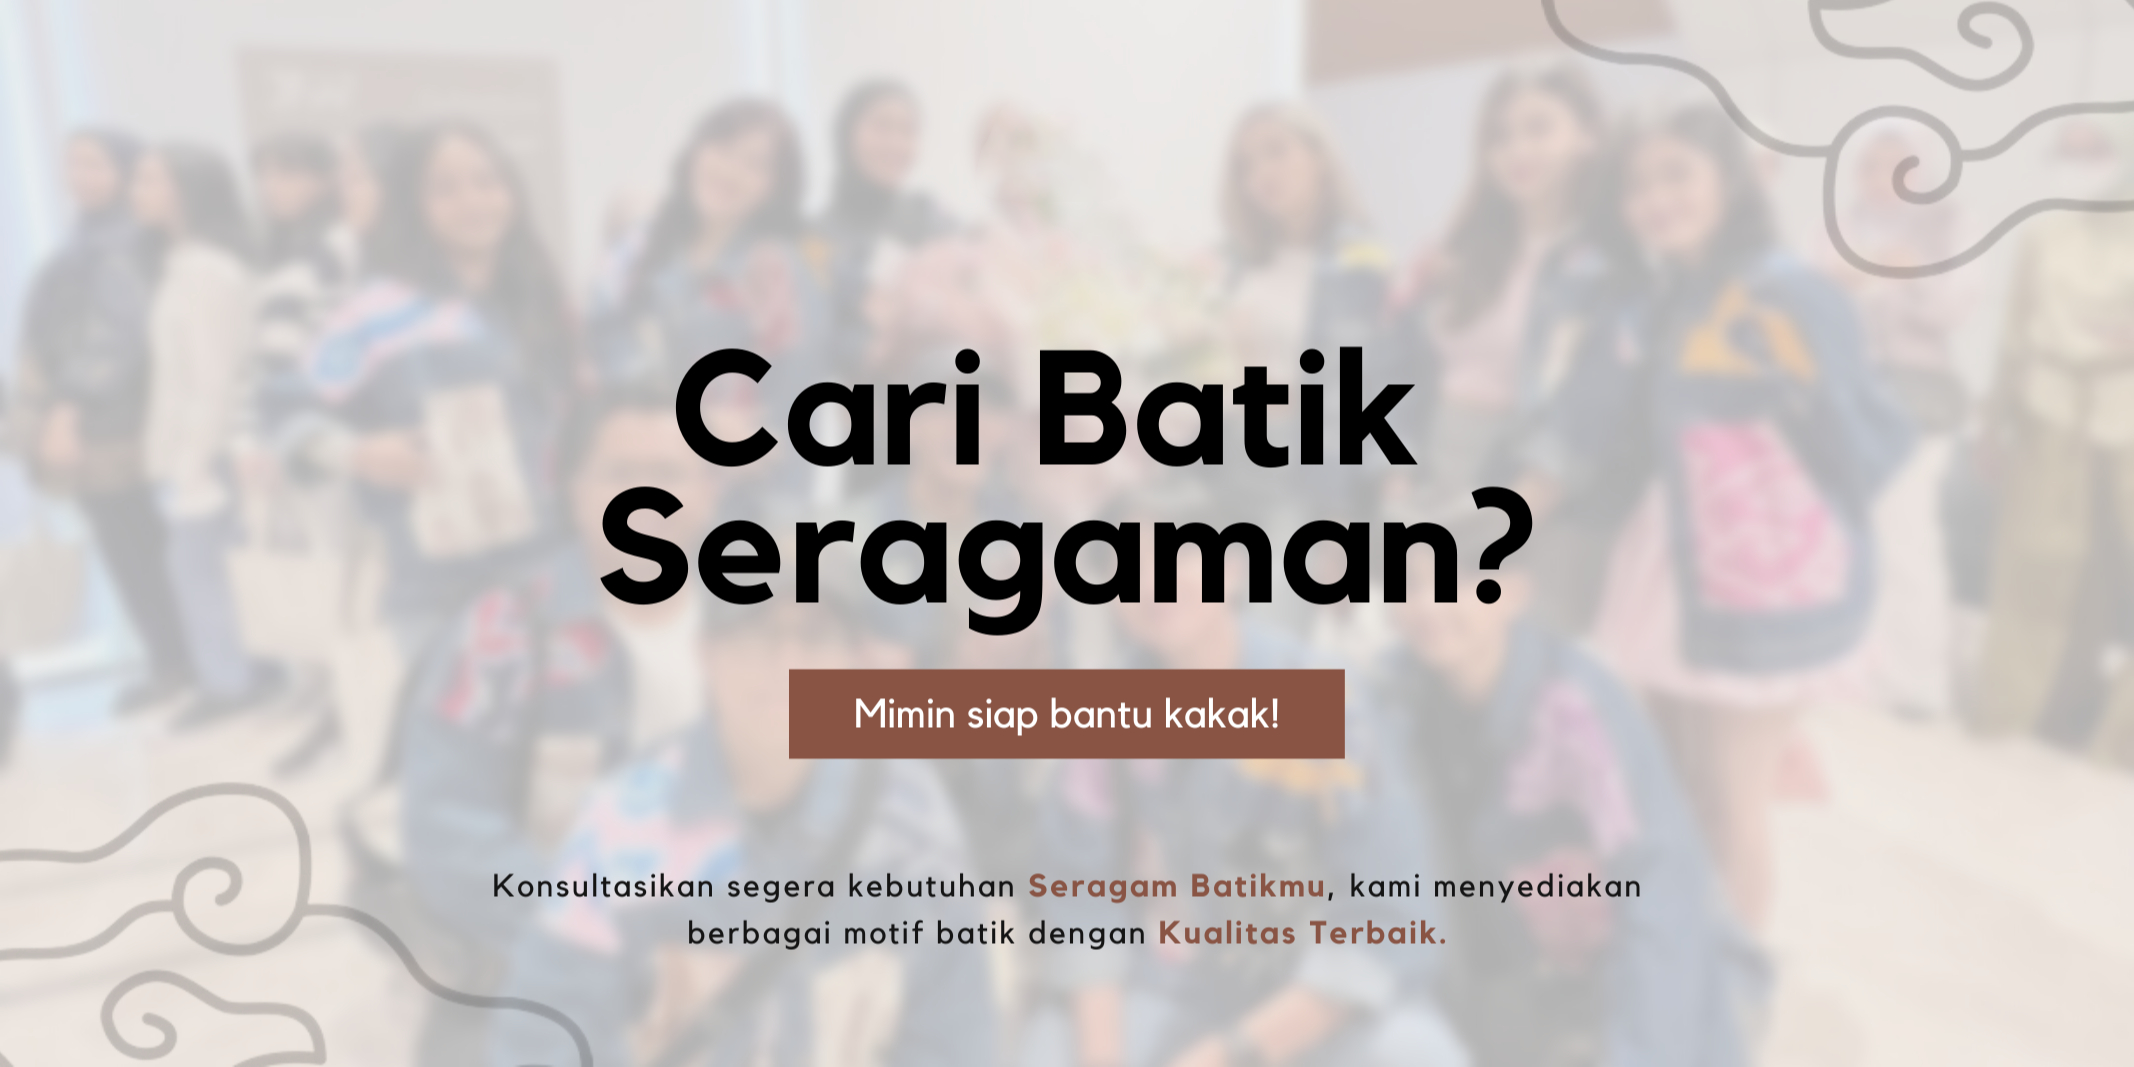 Cari Batik
Seragaman?
Mimin siap bantu kakak!
Konsultasikan segera kebutuhan Seragam Batikmu, kami menyediakan
berbagai motif batik dengan Kualitas Terbaik.